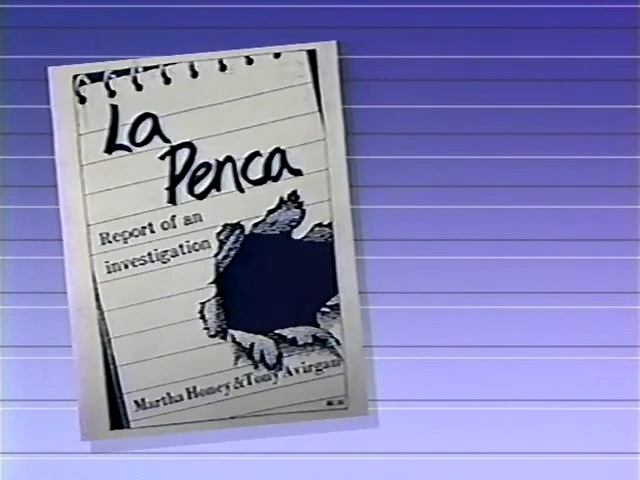 La
Penca
Report of an
investigation
Martha Honey & Tony Avirgan